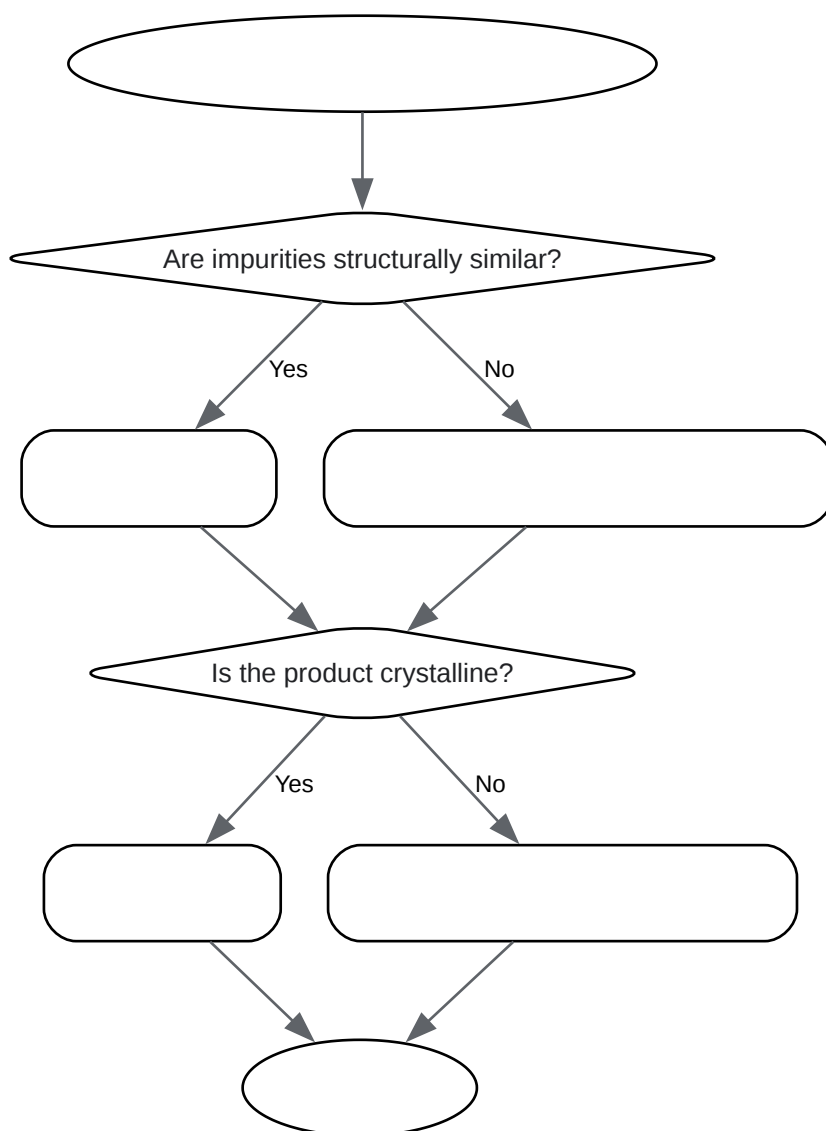 Are impurities structurally similar?
Yes
No
Is the product crystalline?
Yes
No